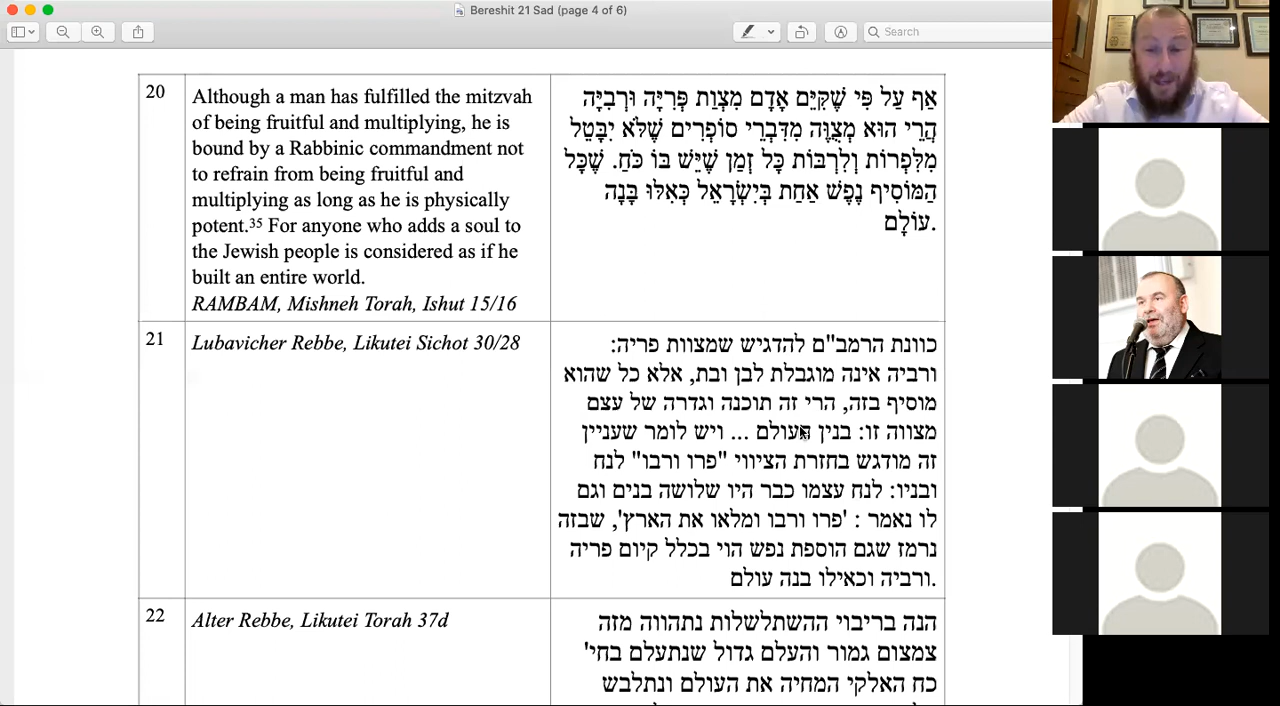 Bereshit 21 Sad (page 4 of 6)
Search
20
Although a man has fulfilled the mitzvah
of being fruitful and multiplying, he is
bound by a Rabbinic commandment not
to refrain from being fruitful and
multiplying as long as he is physically
potent.³⁵ For anyone who adds a soul to
the Jewish people is considered as if he
built an entire world.
RAMBAM, Mishneh Torah, Ishut 15/16
אַף עַל פִּי שֶׁקִּיֵּם אָדָם מִצְוַת פְּרִיָּה וּרְבִיָּה
הֲרֵי הוּא מְצֻוֶּה מִדִּבְרֵי סוֹפְרִים שֶׁלֹּא יִבָּטֵל
מִלִּפְרוֹת וְלִרְבּוֹת כָּל זְמַן שֶׁיֵּשׁ בּוֹ כֹּחַ. שֶׁכָּל
הַמּוֹסִיף נֶפֶשׁ אַחַת בְּיִשְׂרָאֵל כְּאִלּוּ בָּנָה
עוֹלָם.
21
Lubavicher Rebbe, Likutei Sichot 30/28
כוונת הרמב"ם להדגיש שמצוות פריה:
ורביה אינה מוגבלת לבן ובת, אלא כל שהוא
מוסיף בזה, הרי זה תוכנה וגדרה של עצם
מצווה זו: בנין העולם ... ויש לומר שעניין
זה מודגש בחזרת הציווי "פרו ורבו" לנח
ובניו: לנח עצמו כבר היו שלושה בנים וגם
לו נאמר : 'פרו ורבו ומלאו את הארץ', שבזה
נרמז שגם הוספת נפש הוי בכלל קיום פריה
ורביה וכאילו בנה עולם.
22
Alter Rebbe, Likutei Torah 37d
הנה בריבוי ההשתלשלות נתהווה מזה
צמצום גמור והעלם גדול שנתעלם בחי'
כח האלקי המחיה את העולם ונתלבש